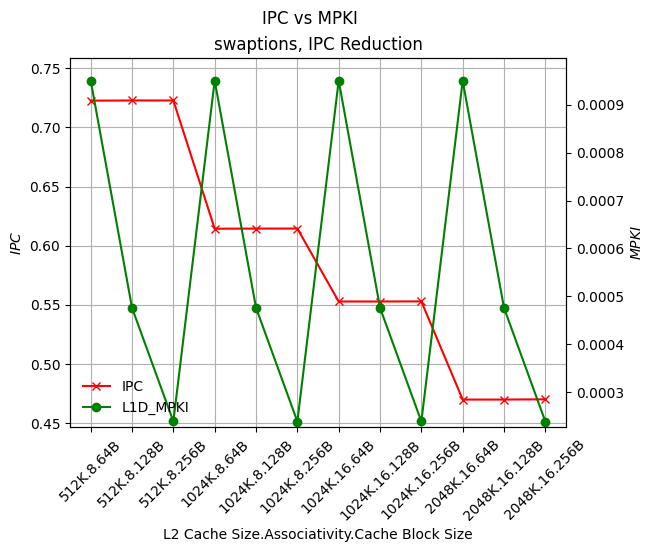 IPC vs MPKI
swaptions, IPC Reduction
0.75
0.70
0.65
0.60
0.55
0.50
0.45
IPC
0.0009
0.0008
0.0007
0.0006
0.0005
0.0004
0.0003
MPKI
IPC
L1D_MPKI
512K.8.64B
512K.8.128B
512K.8.256B
1024K.8.64B
1024K.8.128B
1024K.8.256B
1024K.16.64B
1024K.16.128B
1024K.16.256B
2048K.16.64B
2048K.16.128B
2048K.16.256B
L2 Cache Size.Associativity.Cache Block Size